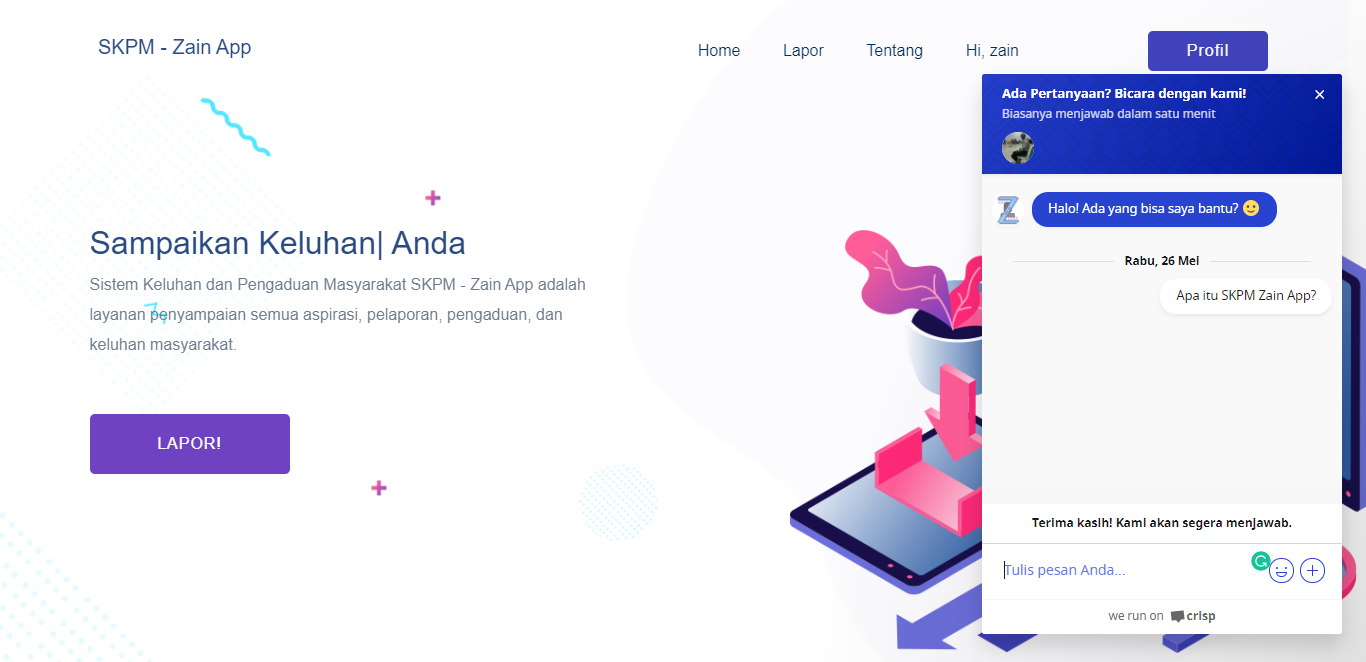 SKPM - Zain App
Home
Lapor
Tentang
Hi, zain
Profil
Sampaikan Keluhan| Anda
Sistem Keluhan dan Pengaduan Masyarakat SKPM - Zain App adalah
layanan penyampaian semua aspirasi, pelaporan, pengaduan, dan
keluhan masyarakat.
LAPOR!
Ada Pertanyaan? Bicara dengan kami!
Biasanya menjawab dalam satu menit
Halo! Ada yang bisa saya bantu? 🙂
Rabu, 26 Mei
Apa itu SKPM Zain App?
Terima kasih! Kami akan segera menjawab.
Tulis pesan Anda...
we run on crisp